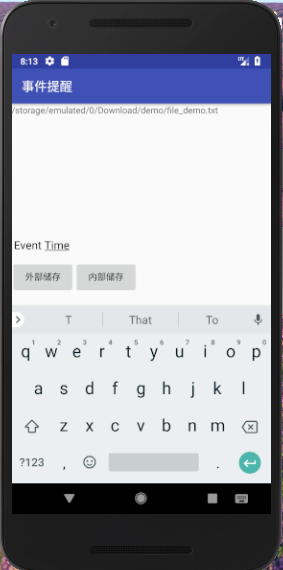 8:13
事件提醒
/storage/emulated/0/Download/demo/file_demo.txt
Event Time
外部储存 内部储存
T That To
q w e r t y u i o p
a s d f g h j k l
z x c v b n m
?123 , .